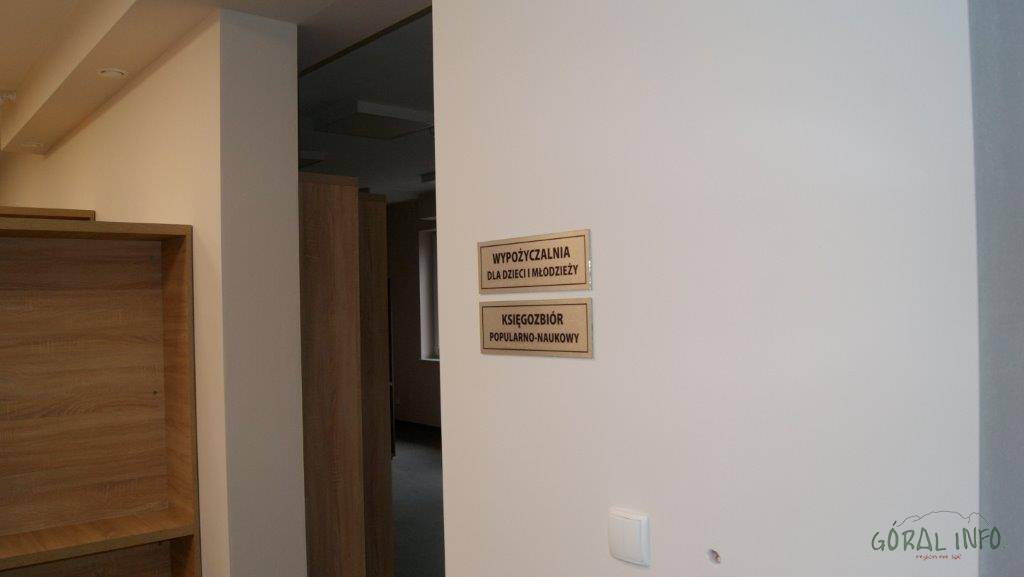 WYPOŻYCZALNIA
DLA DZIECI I MŁODZIEŻY
KSIĘGOZBIÓR
POPULARNO-NAUKOWY
GÓRAL INFO